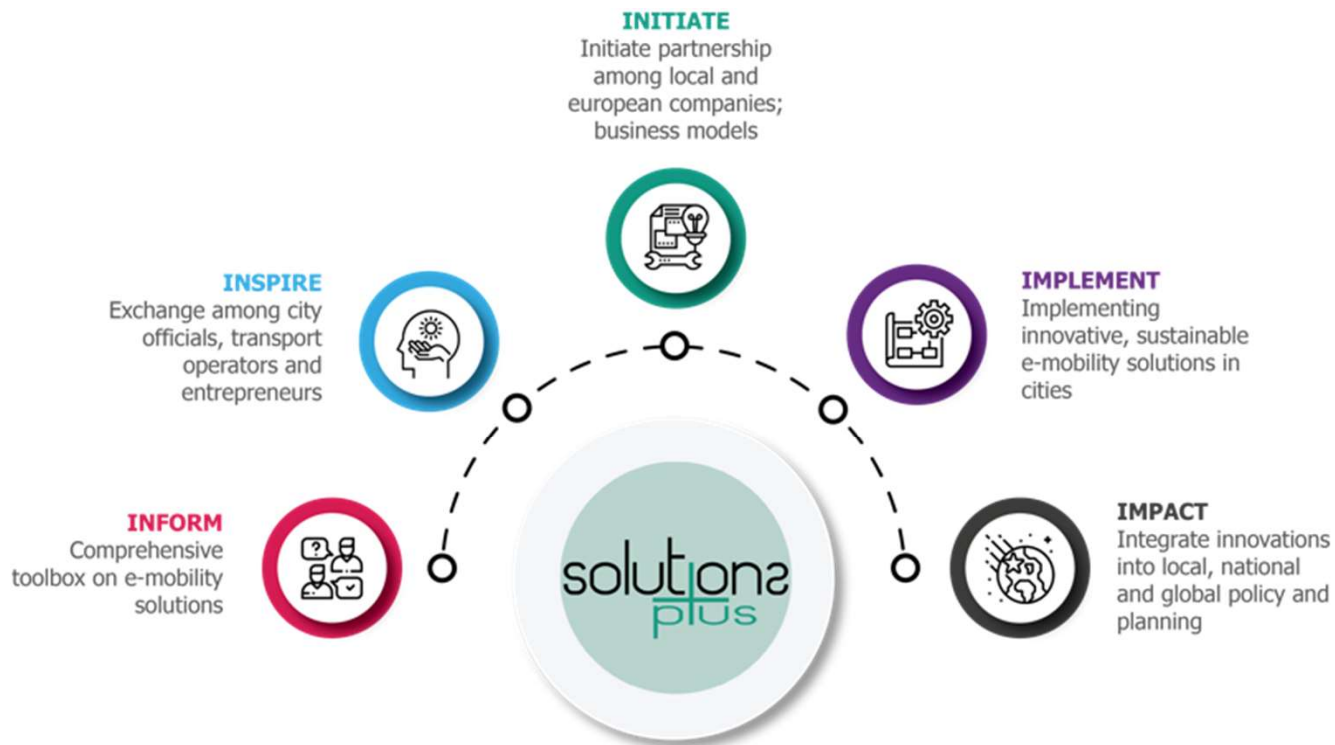 INITIATE
Initiate partnership
among local and
european companies;
business models
INSPIRE
Exchange among city
officials, transport
operators and
entrepreneurs
IMPLEMENT
Implementing
innovative, sustainable
e-mobility solutions in
cities
INFORM
Comprehensive
toolbox on e-mobility
solutions
IMPACT
Integrate innovations
into local, national
and global policy and
planning
solutions
plus